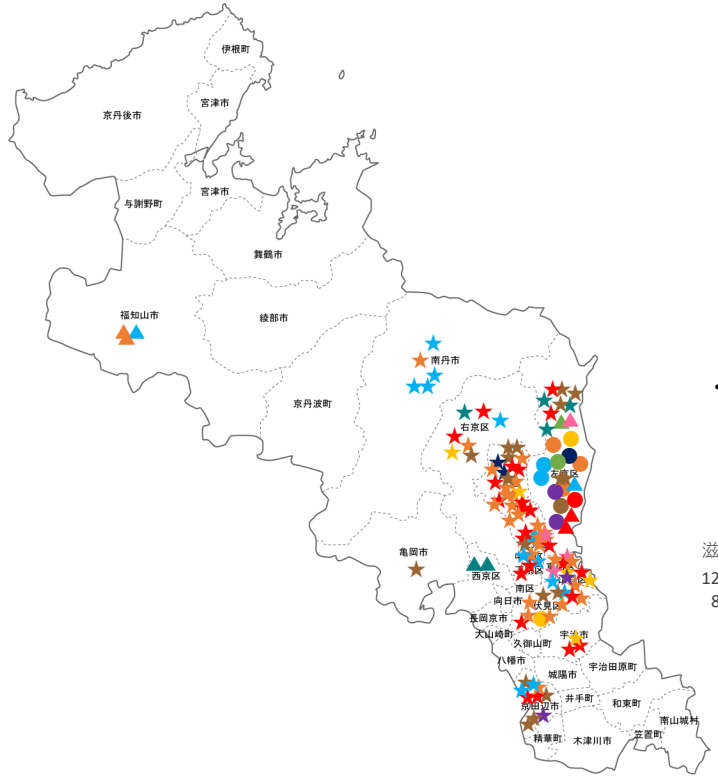 伊根町
宮津市
京丹後市
宮津市
与謝野町
舞鶴市
福知山市
綾部市
南丹市
京丹波町
右京区
左京区
亀岡市
西京区
南区
向日市
伏見区
長岡京市
大山崎町
久御山町
宇治市
八幡市
宇治田原町
城陽市
井手町
和束町
京田辺市
南山城村
笠置町
精華町
木津川市
滋
12
8